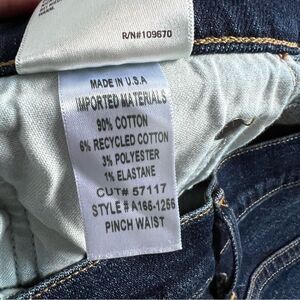 R/N#109670
MADE IN U.S.A
IMPORTED MATERIALS
90% COTTON
6% RECYCLED COTTON
3% POLYESTER
1% ELASTANE
CUT# 57117
STYLE # A166-1256
PINCH WAIST